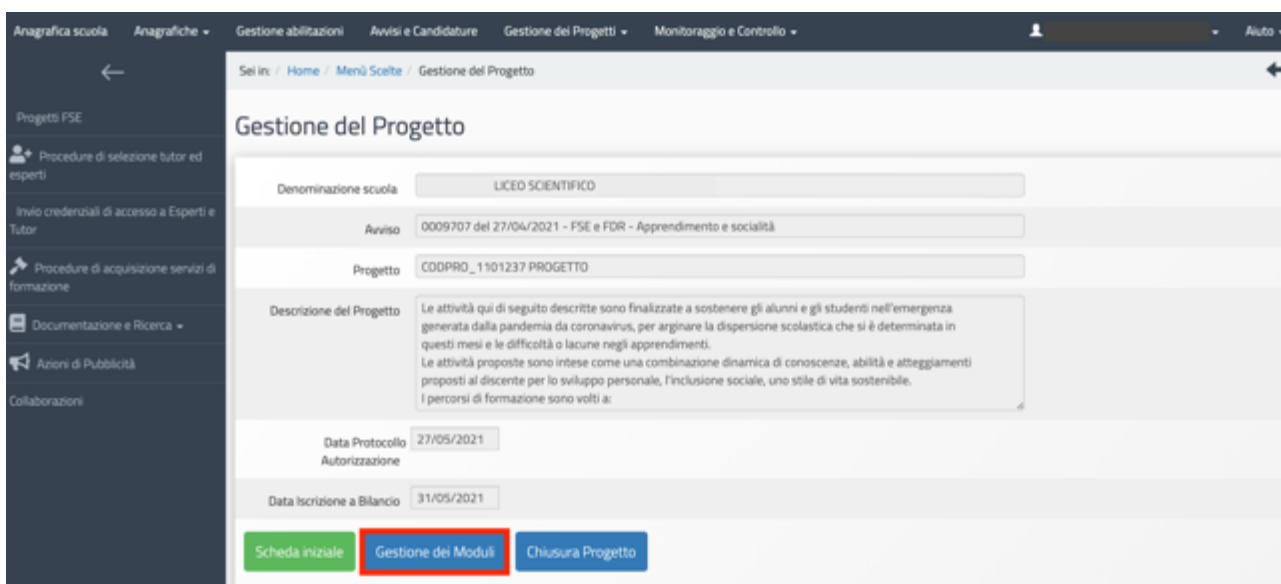 Anagrafica scuola Anagrafiche Gestione abilitazioni Avvisi e Candidature Gestione dei Progetti Monitoraggio e Controllo Aiuto
Sei in: / Home / Menù Scelte / Gestione del Progetto
Progetti FSE
Procedure di selezione tutor ed
esperti
Invio credenziali di accesso a Esperti e
Tutor
Procedure di acquisizione servizi di
formazione
Documentazione e Ricerca
Azioni di Pubblicità
Collaborazioni
Gestione del Progetto
Denominazione scuola LICEO SCIENTIFICO
Avviso 0009707 del 27/04/2021 - FSE e FDR - Apprendimento e socialità
Progetto CODPRO_1101237 PROGETTO
Descrizione del Progetto Le attività qui di seguito descritte sono finalizzate a sostenere gli alunni e gli studenti nell'emergenza
generata dalla pandemia da coronavirus, per arginare la dispersione scolastica che si è determinata in
questi mesi e le difficoltà o lacune negli apprendimenti.
Le attività proposte sono intese come una combinazione dinamica di conoscenze, abilità e atteggiamenti
proposti al discente per lo sviluppo personale, l'inclusione sociale, uno stile di vita sostenibile.
I percorsi di formazione sono volti a:
Data Protocollo 27/05/2021
Autorizzazione
Data Iscrizione a Bilancio 31/05/2021
Scheda iniziale Gestione dei Moduli Chiusura Progetto